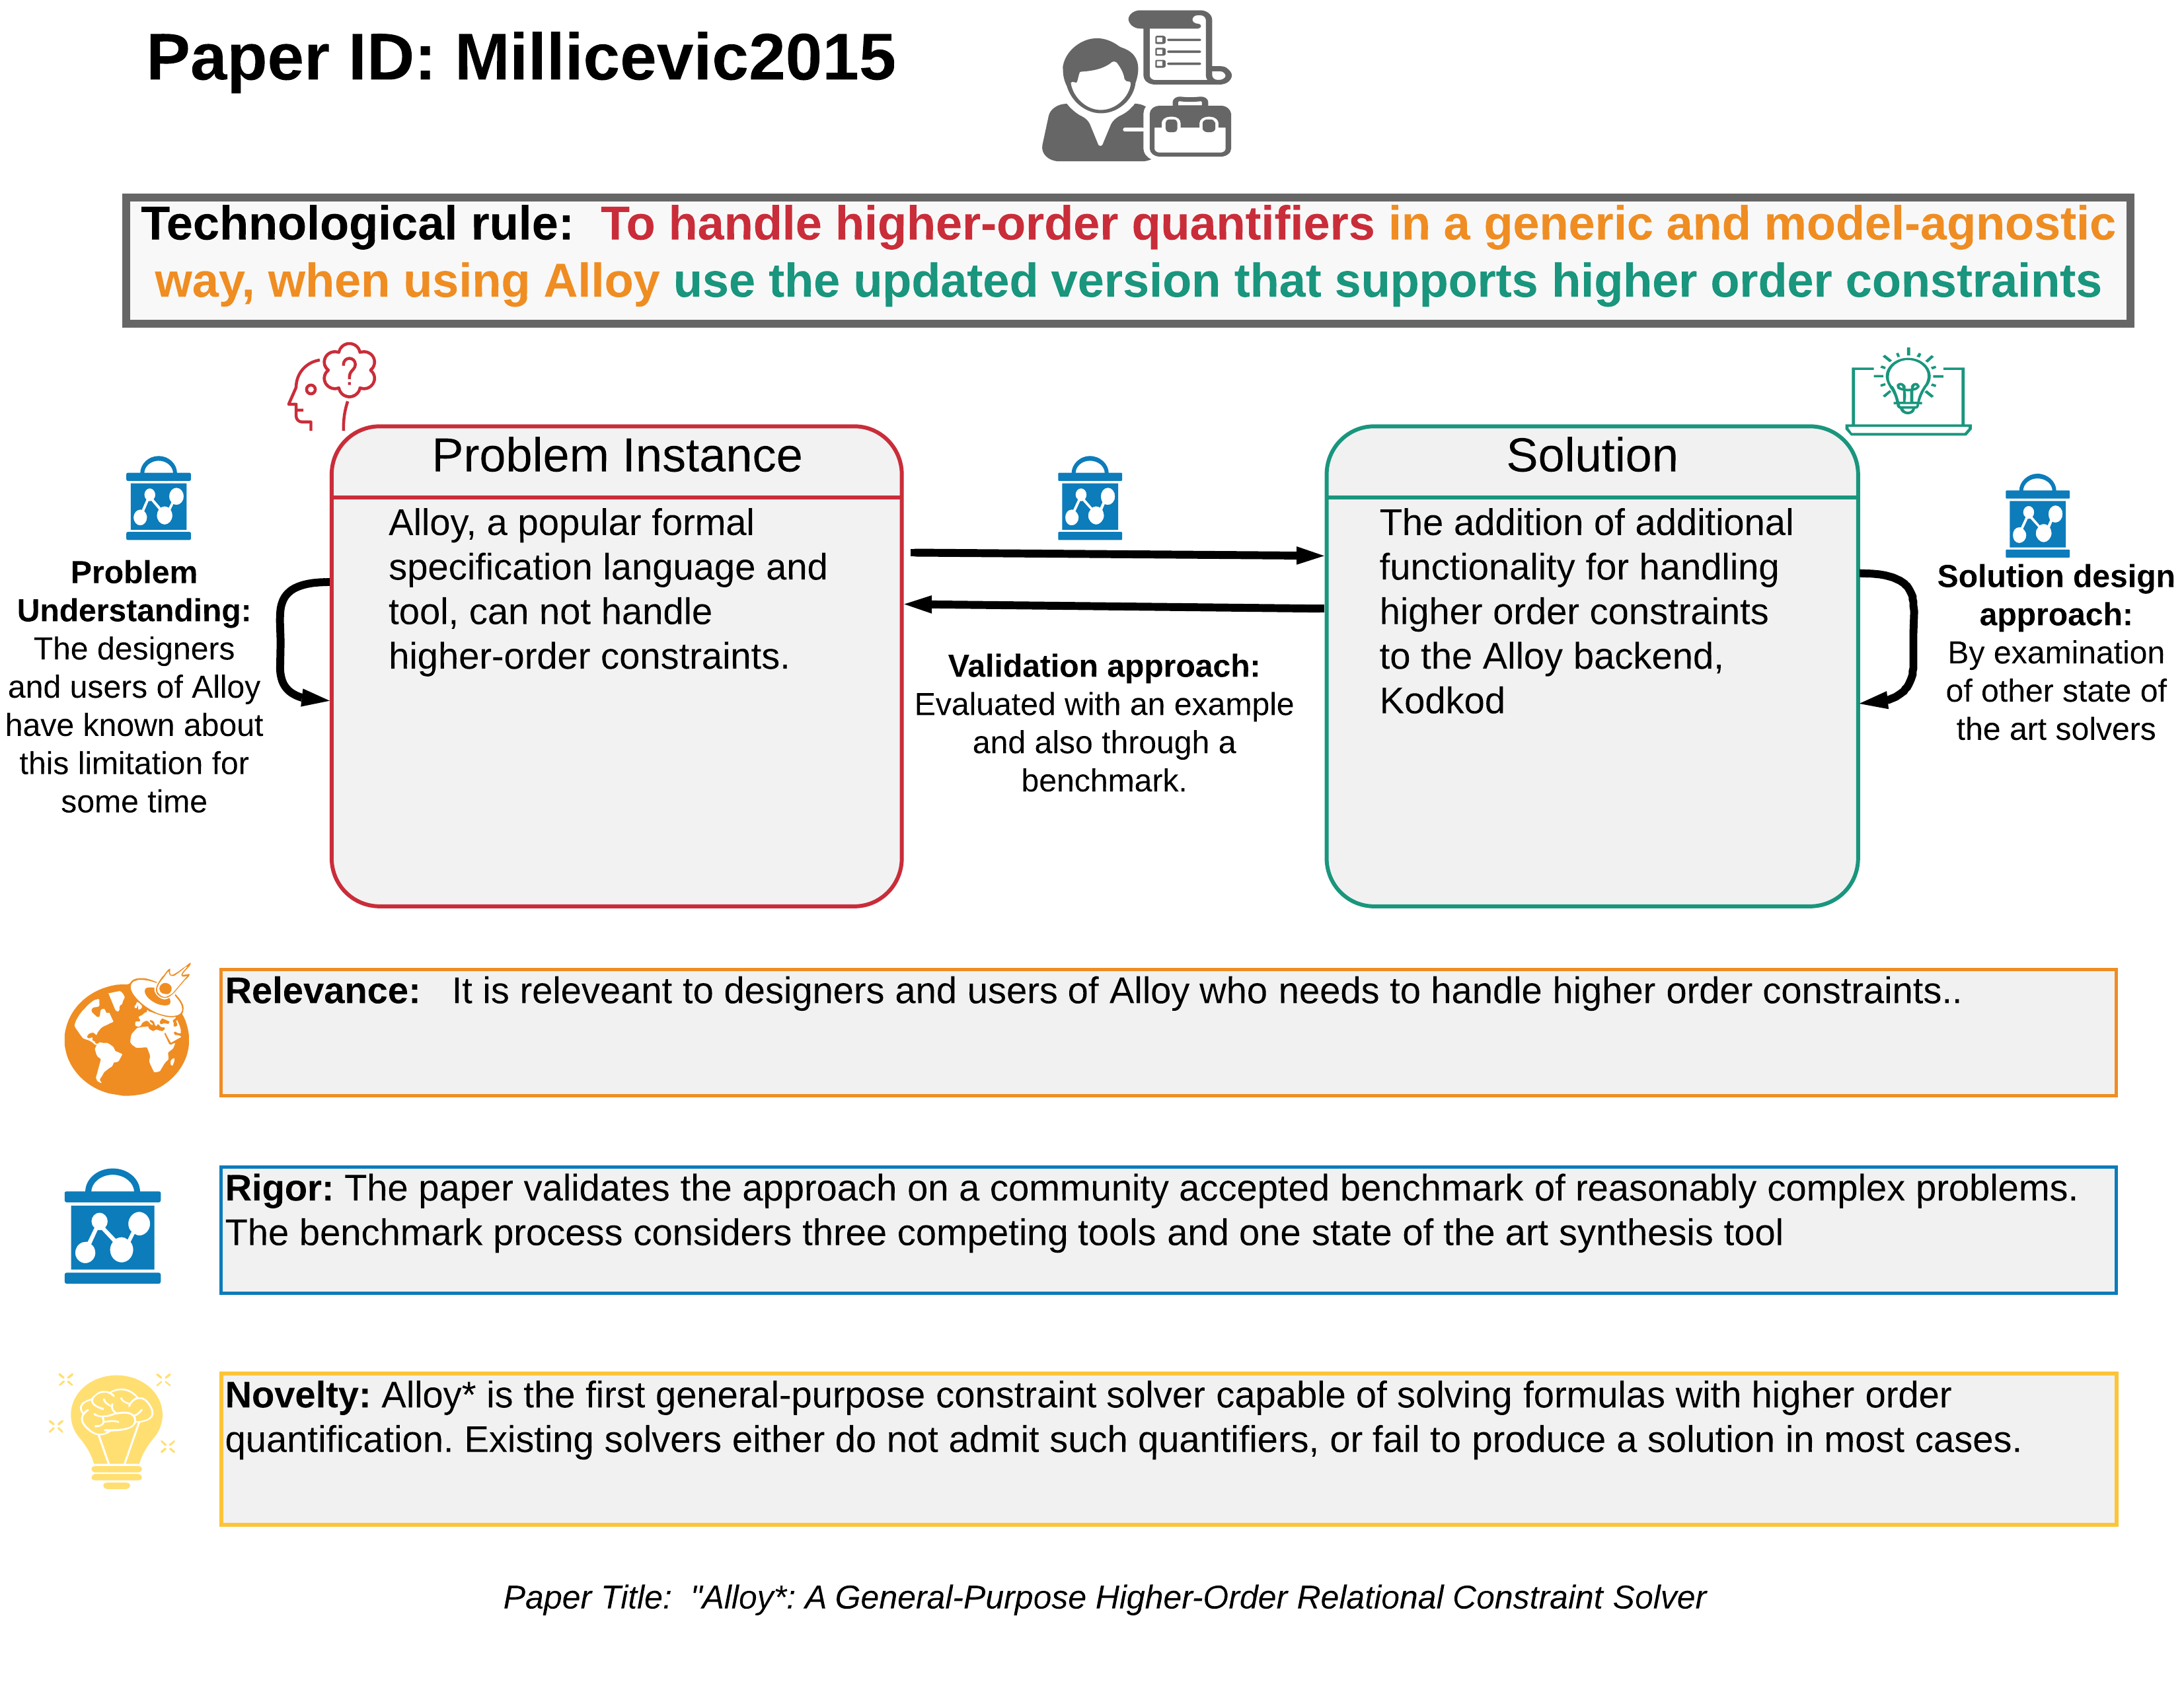 Paper ID: Millicevic2015
Technological rule: To handle higher-order quantifiers in a generic and model-agnostic
way, when using Alloy use the updated version that supports higher order constraints
?
Problem Instance
Alloy, a popular formal
specification language and
tool, can not handle
higher-order constraints.
Solution
The addition of additional
functionality for handling
higher order constraints
to the Alloy backend,
Kodkod
Problem
Understanding:
The designers
and users of Alloy
have known about
this limitation for
some time
Validation approach:
Evaluated with an example
and also through a
benchmark.
Solution design
approach:
By examination
of other state of
the art solvers
Relevance: It is releveant to designers and users of Alloy who needs to handle higher order constraints..
Rigor: The paper validates the approach on a community accepted benchmark of reasonably complex problems.
The benchmark process considers three competing tools and one state of the art synthesis tool
Novelty: Alloy* is the first general-purpose constraint solver capable of solving formulas with higher order
quantification. Existing solvers either do not admit such quantifiers, or fail to produce a solution in most cases.
Paper Title: "Alloy*: A General-Purpose Higher-Order Relational Constraint Solver